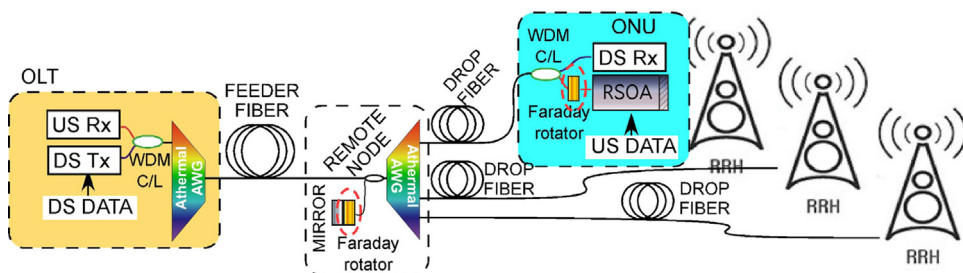 OLT
US Rx
DS Tx
WDM
C/L
DS DATA
Athermal
AWG
FEEDER
FIBER
REMOTE
NODE
MIRROR
Faraday
rotator
Athermal
AWG
DROP
FIBER
DROP
FIBER
DROP
FIBER
ONU
WDM
C/L
DS Rx
RSOA
Faraday
rotator
US DATA
RRH
RRH
RRH